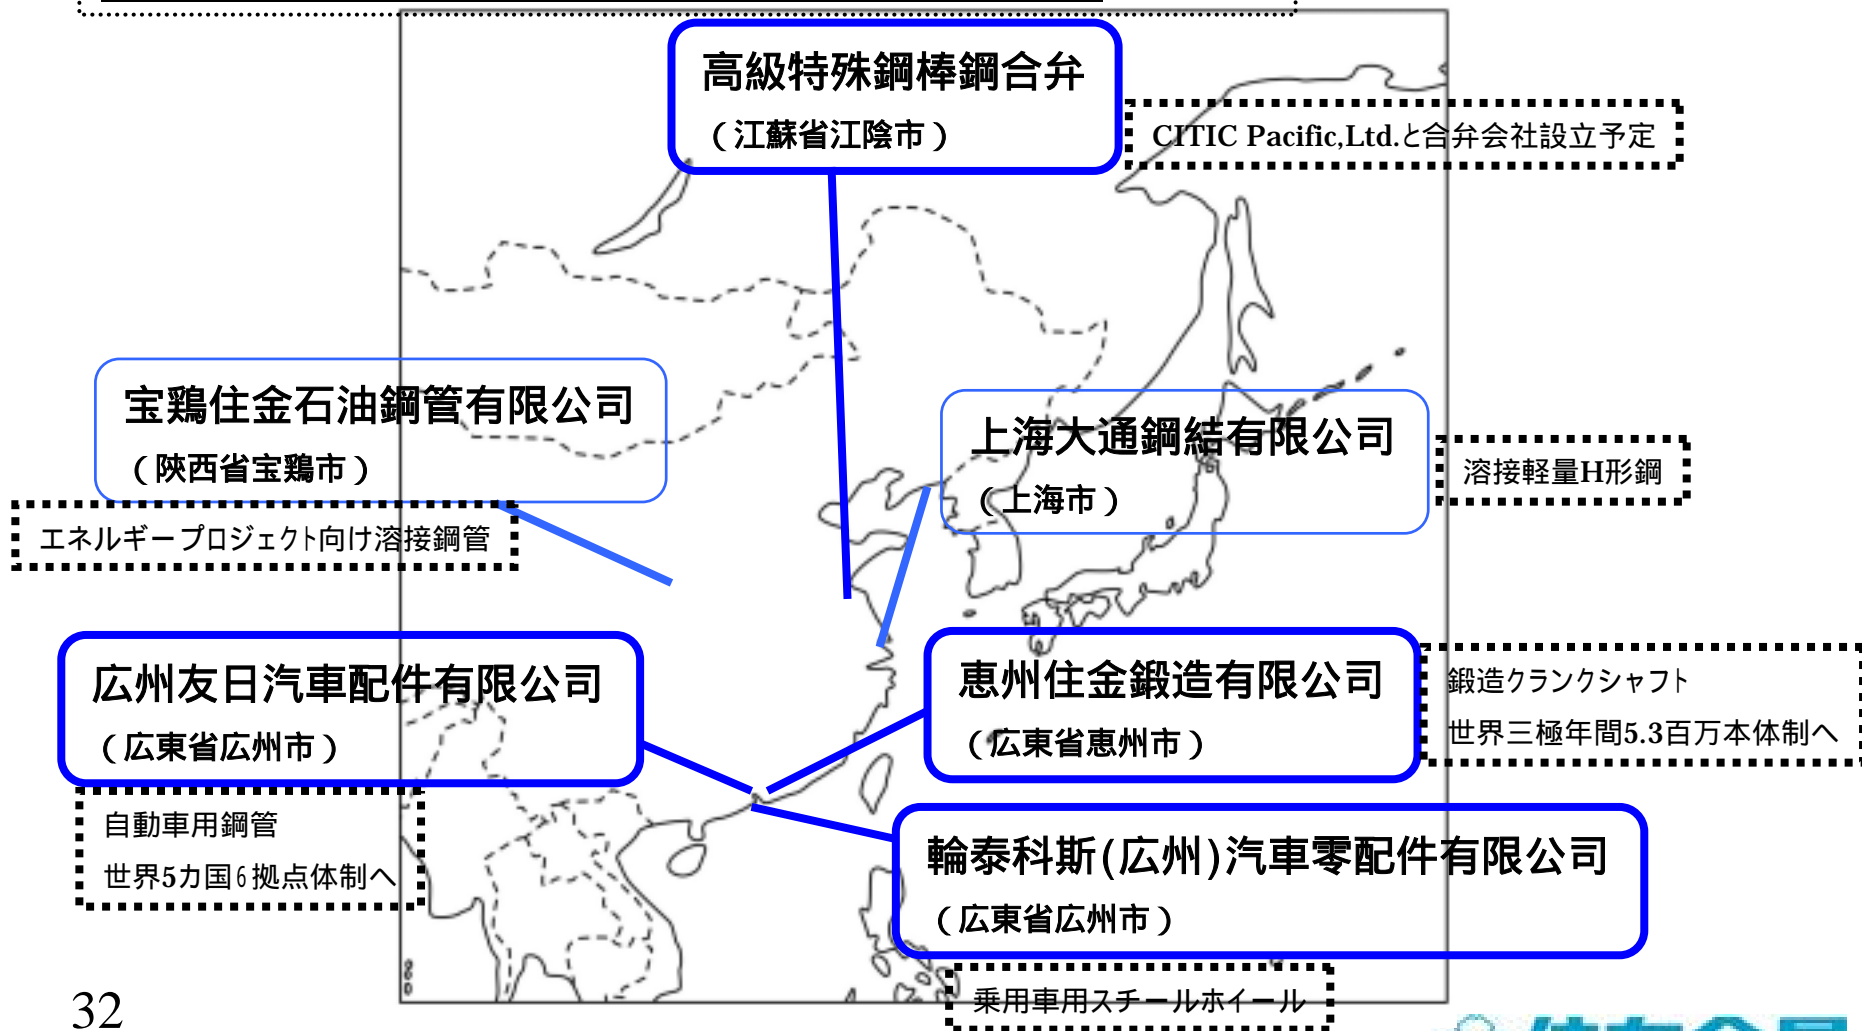 高級特殊鋼棒鋼合弁
（江蘇省江陰市）
CITIC Pacific,Ltd.と合弁会社設立予定
宝鶏住金石油鋼管有限公司
（陝西省宝鶏市）
エネルギープロジェクト向け溶接鋼管
上海大通鋼結有限公司
（上海市）
溶接軽量H形鋼
広州友日汽車配件有限公司
（広東省広州市）
自動車用鋼管
世界5カ国6拠点体制へ
恵州住金鍛造有限公司
（広東省恵州市）
鍛造クランクシャフト
世界三極年間5.3百万本体制へ
輪泰科斯(広州)汽車零配件有限公司
（広東省広州市）
乗用車用スチールホイール
32